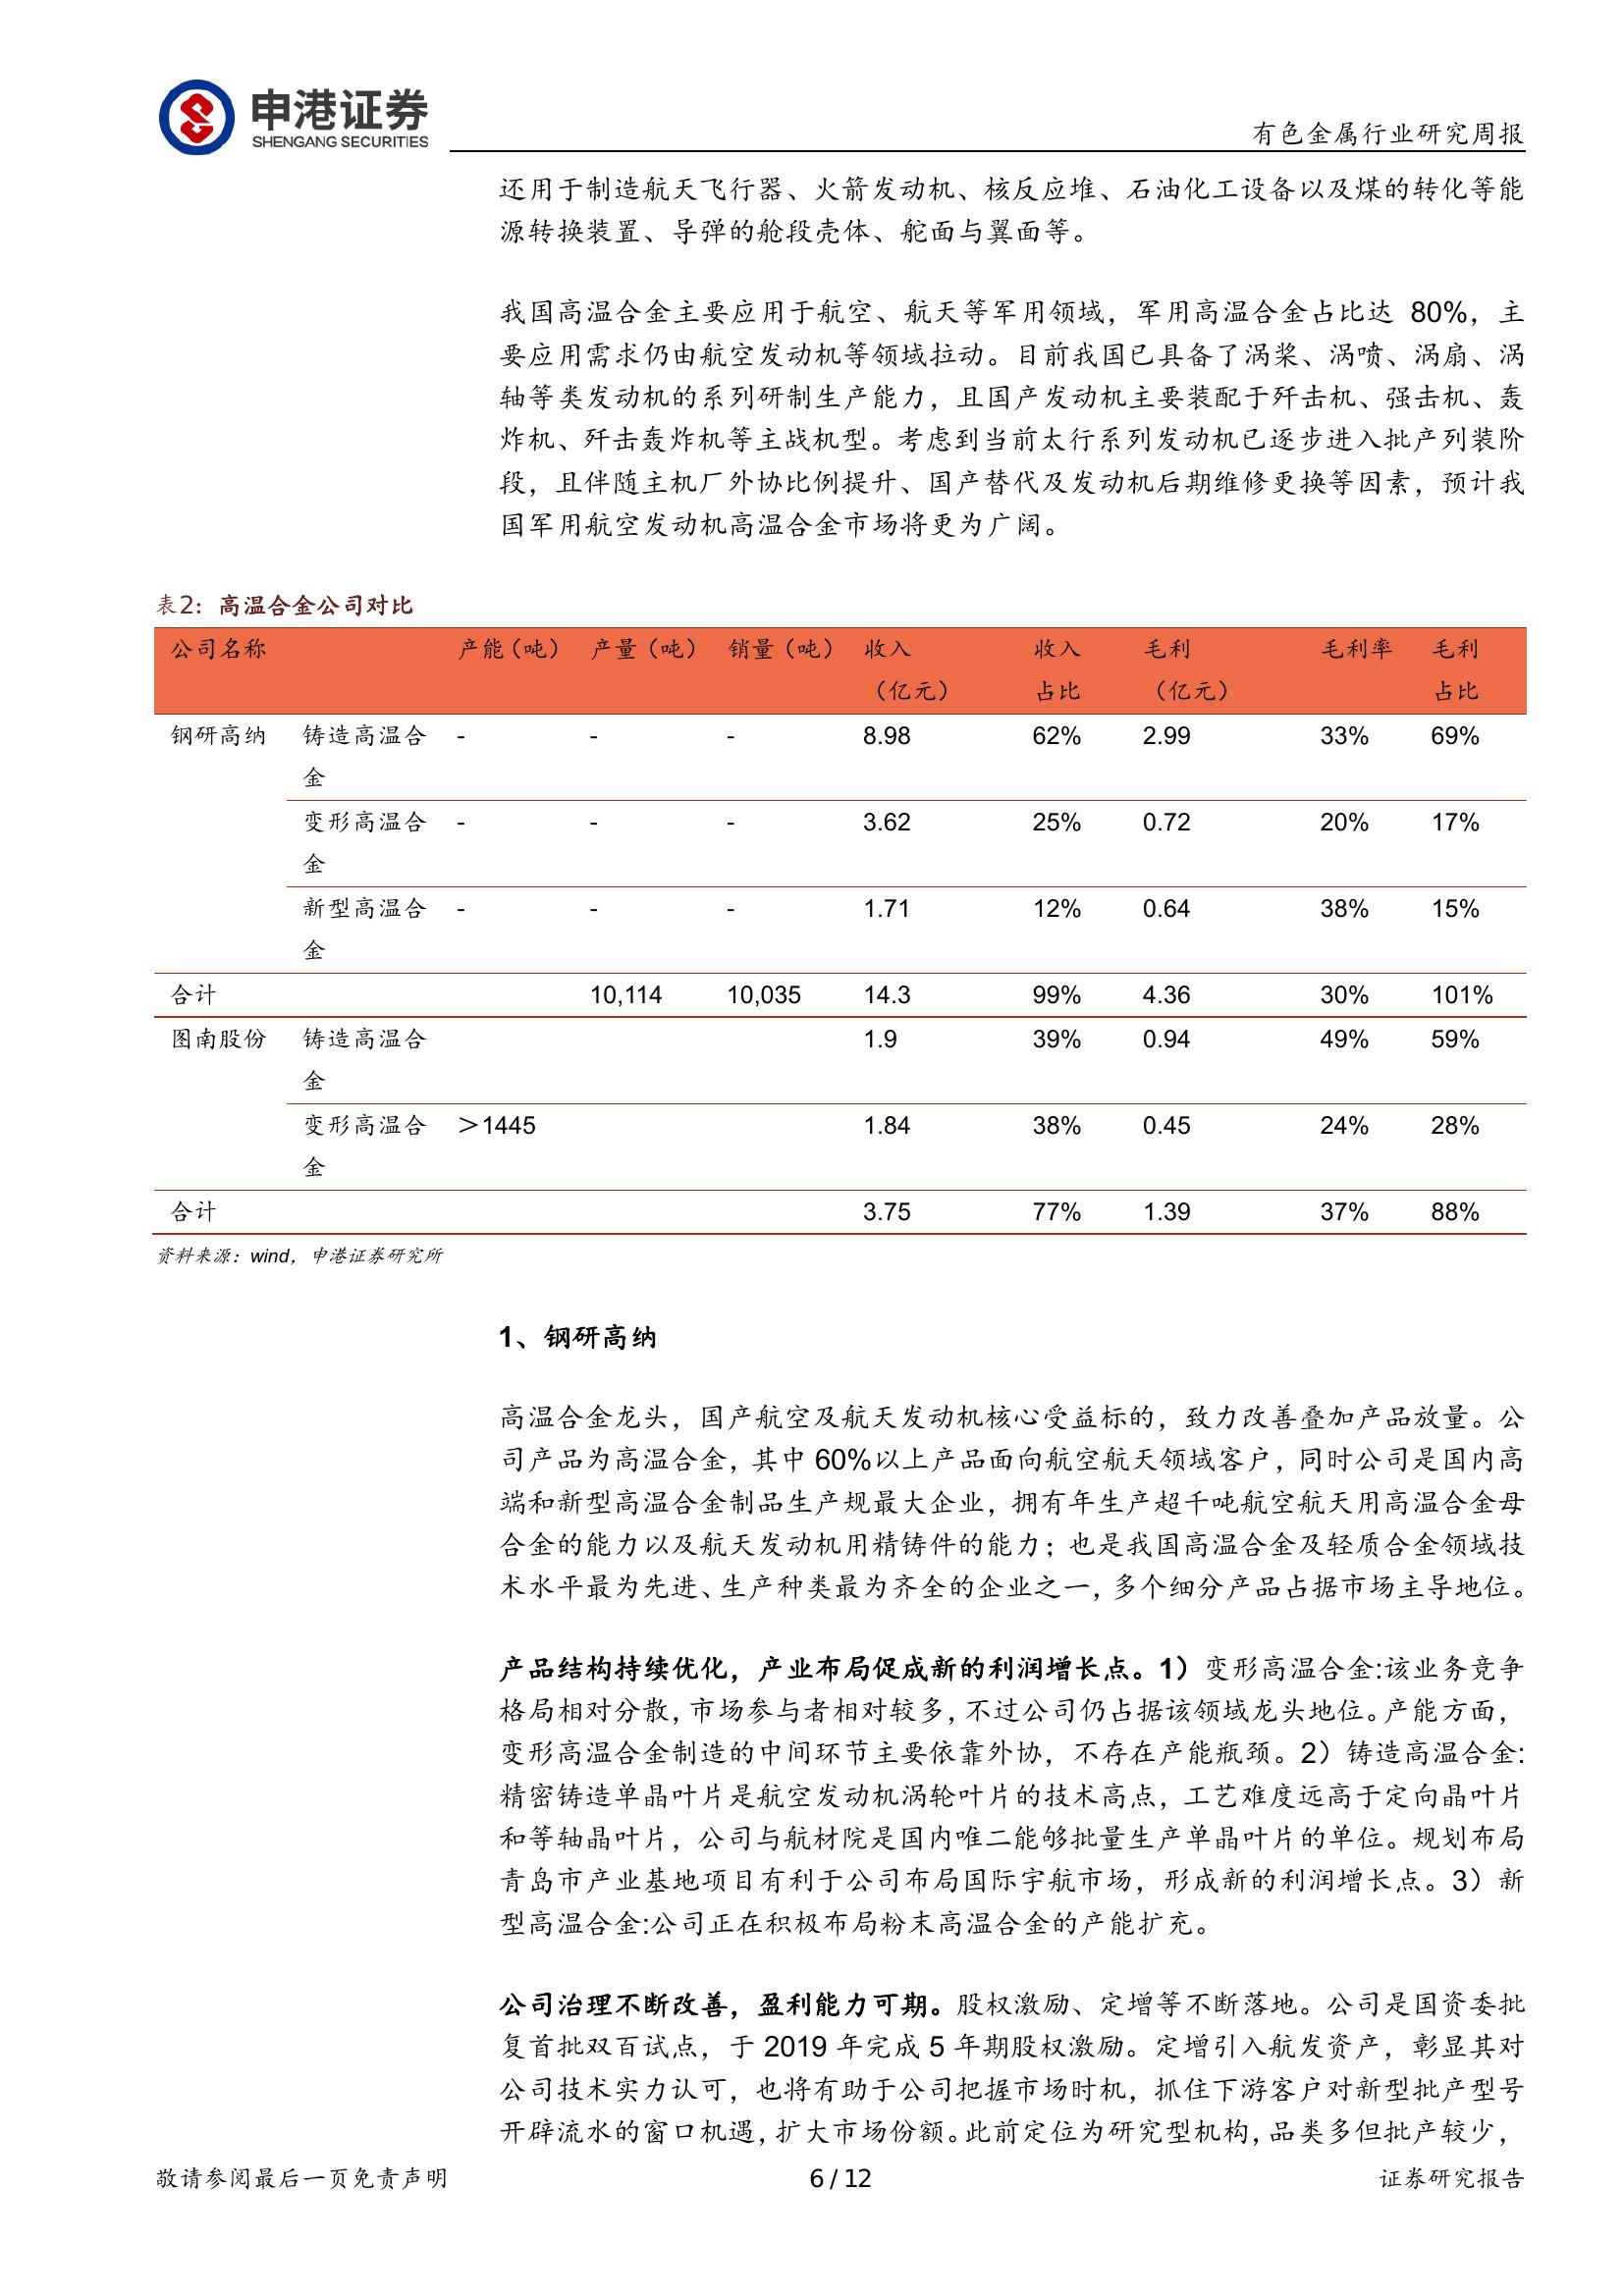 申港证券
SHENGANG SECURITIES
有色金属行业研究周报
还用于制造航天飞行器、火箭发动机、核反应堆、石油化工设备以及煤的转化等能
源转换装置、导弹的舱段壳体、舵面与翼面等。
我国高温合金主要应用于航空、航天等军用领域，军用高温合金占比达 80%，主
要应用需求仍由航空发动机等领域拉动。目前我国已具备了涡桨、涡喷、涡扇、涡
轴等类发动机的系列研制生产能力，且国产发动机主要装配于歼击机、强击机、轰
炸机、歼击轰炸机等主战机型。考虑到当前太行系列发动机已逐步进入批产列装阶
段，且伴随主机厂外协比例提升、国产替代及发动机后期维修更换等因素，预计我
国军用航空发动机高温合金市场将更为广阔。
表2：高温合金公司对比
公司名称 产能（吨） 产量（吨） 销量（吨） 收入 收入 毛利 毛利率 毛利
（亿元） 占比 （亿元） 占比
钢研高纳 铸造高温合 - - - 8.98 62% 2.99 33% 69%
金
变形高温合 - - - 3.62 25% 0.72 20% 17%
金
新型高温合 - - - 1.71 12% 0.64 38% 15%
金
合计 10,114 10,035 14.3 99% 4.36 30% 101%
图南股份 铸造高温合 1.9 39% 0.94 49% 59%
金
变形高温合 ＞1445 1.84 38% 0.45 24% 28%
金
合计 3.75 77% 1.39 37% 88%
资料来源：wind，申港证券研究所
1、钢研高纳
高温合金龙头，国产航空及航天发动机核心受益标的，致力改善叠加产品放量。公
司产品为高温合金，其中 60%以上产品面向航空航天领域客户，同时公司是国内高
端和新型高温合金制品生产规最大企业，拥有年生产超千吨航空航天用高温合金母
合金的能力以及航天发动机用精铸件的能力；也是我国高温合金及轻质合金领域技
术水平最为先进、生产种类最为齐全的企业之一，多个细分产品占据市场主导地位。
产品结构持续优化，产业布局促成新的利润增长点。1）变形高温合金:该业务竞争
格局相对分散，市场参与者相对较多，不过公司仍占据该领域龙头地位。产能方面，
变形高温合金制造的中间环节主要依靠外协，不存在产能瓶颈。2）铸造高温合金:
精密铸造单晶叶片是航空发动机涡轮叶片的技术高点，工艺难度远高于定向晶叶片
和等轴晶叶片，公司与航材院是国内唯二能够批量生产单晶叶片的单位。规划布局
青岛市产业基地项目有利于公司布局国际宇航市场，形成新的利润增长点。3）新
型高温合金:公司正在积极布局粉末高温合金的产能扩充。
公司治理不断改善，盈利能力可期。股权激励、定增等不断落地。公司是国资委批
复首批双百试点，于 2019 年完成 5 年期股权激励。定增引入航发资产，彰显其对
公司技术实力认可，也将有助于公司把握市场时机，抓住下游客户对新型批产型号
开辟流水的窗口机遇，扩大市场份额。此前定位为研究型机构，品类多但批产较少，
敬请参阅最后一页免责声明 6 / 12 证券研究报告